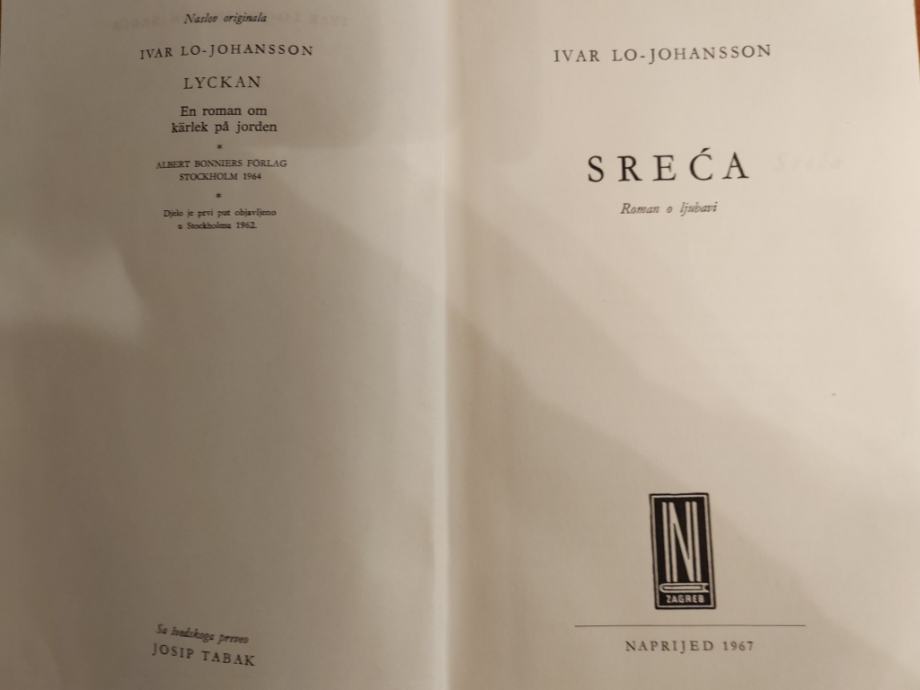 Naslov originala
IVAR LO-JOHANSSON
LYCKAN
En roman om
kärlek på jorden
*
ALBERT BONNIERS FÖRLAG
STOCKHOLM 1964
*
Djelo je prvi put objavljeno
u Stockholmu 1962.
Sa švedskoga preveo
JOSIP TABAK
IVAR LO-JOHANSSON
SREĆA
Roman o ljubavi
N
ZAGREB
NAPRIJED 1967